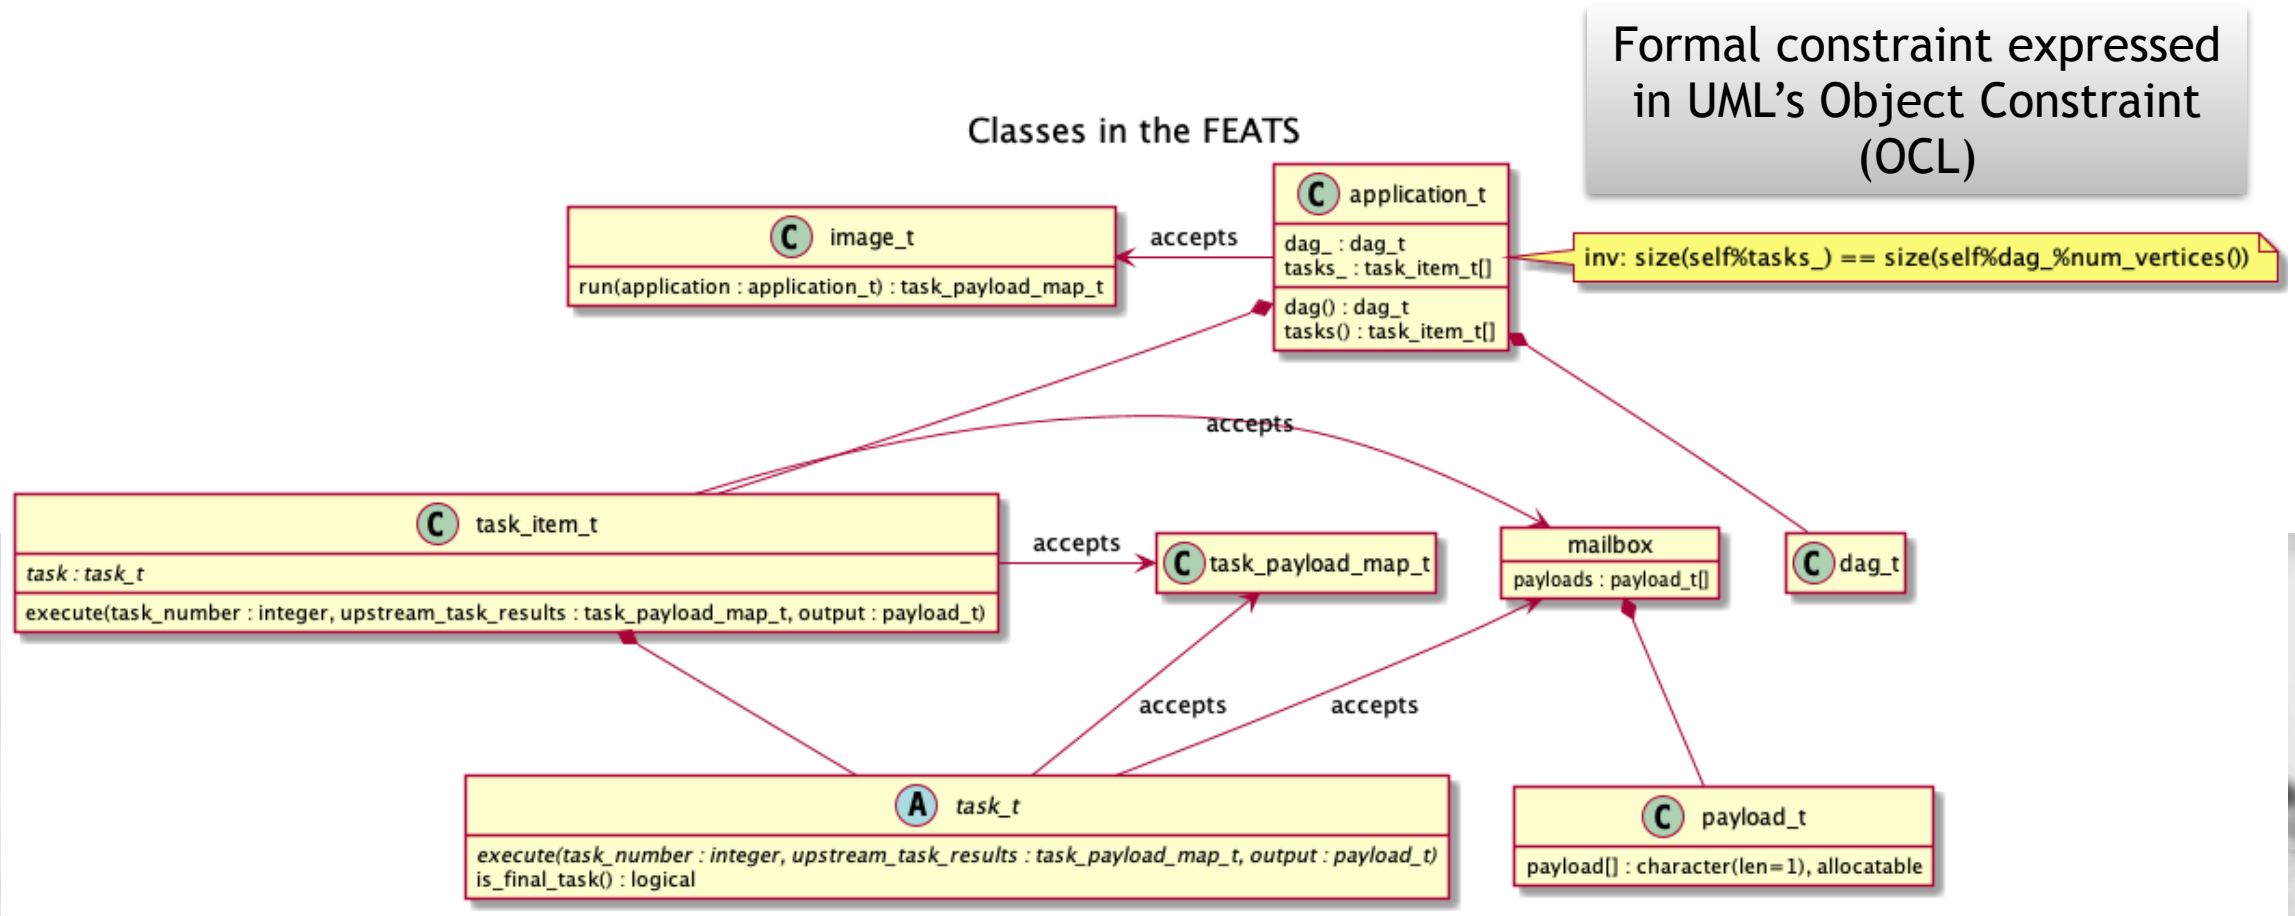 Formal constraint expressed
in UML's Object Constraint
(OCL)
Classes in the FEATS
C application_t
dag_ : dag_t
tasks_ : task_item_t[]
dag() : dag_t
tasks() : task_item_t[]
C image_t
run(application : application_t) : task_payload_map_t
accepts
inv: size(self%tasks_) == size(self%dag_%num_vertices())
accepts
C task_item_t
task : task_t
execute(task_number : integer, upstream_task_results : task_payload_map_t, output : payload_t)
accepts
C task_payload_map_t
mailbox
payloads : payload_t[]
C dag_t
accepts
accepts
A task_t
execute(task_number : integer, upstream_task_results : task_payload_map_t, output : payload_t)
is_final_task() : logical
C payload_t
payload[] : character(len=1), allocatable